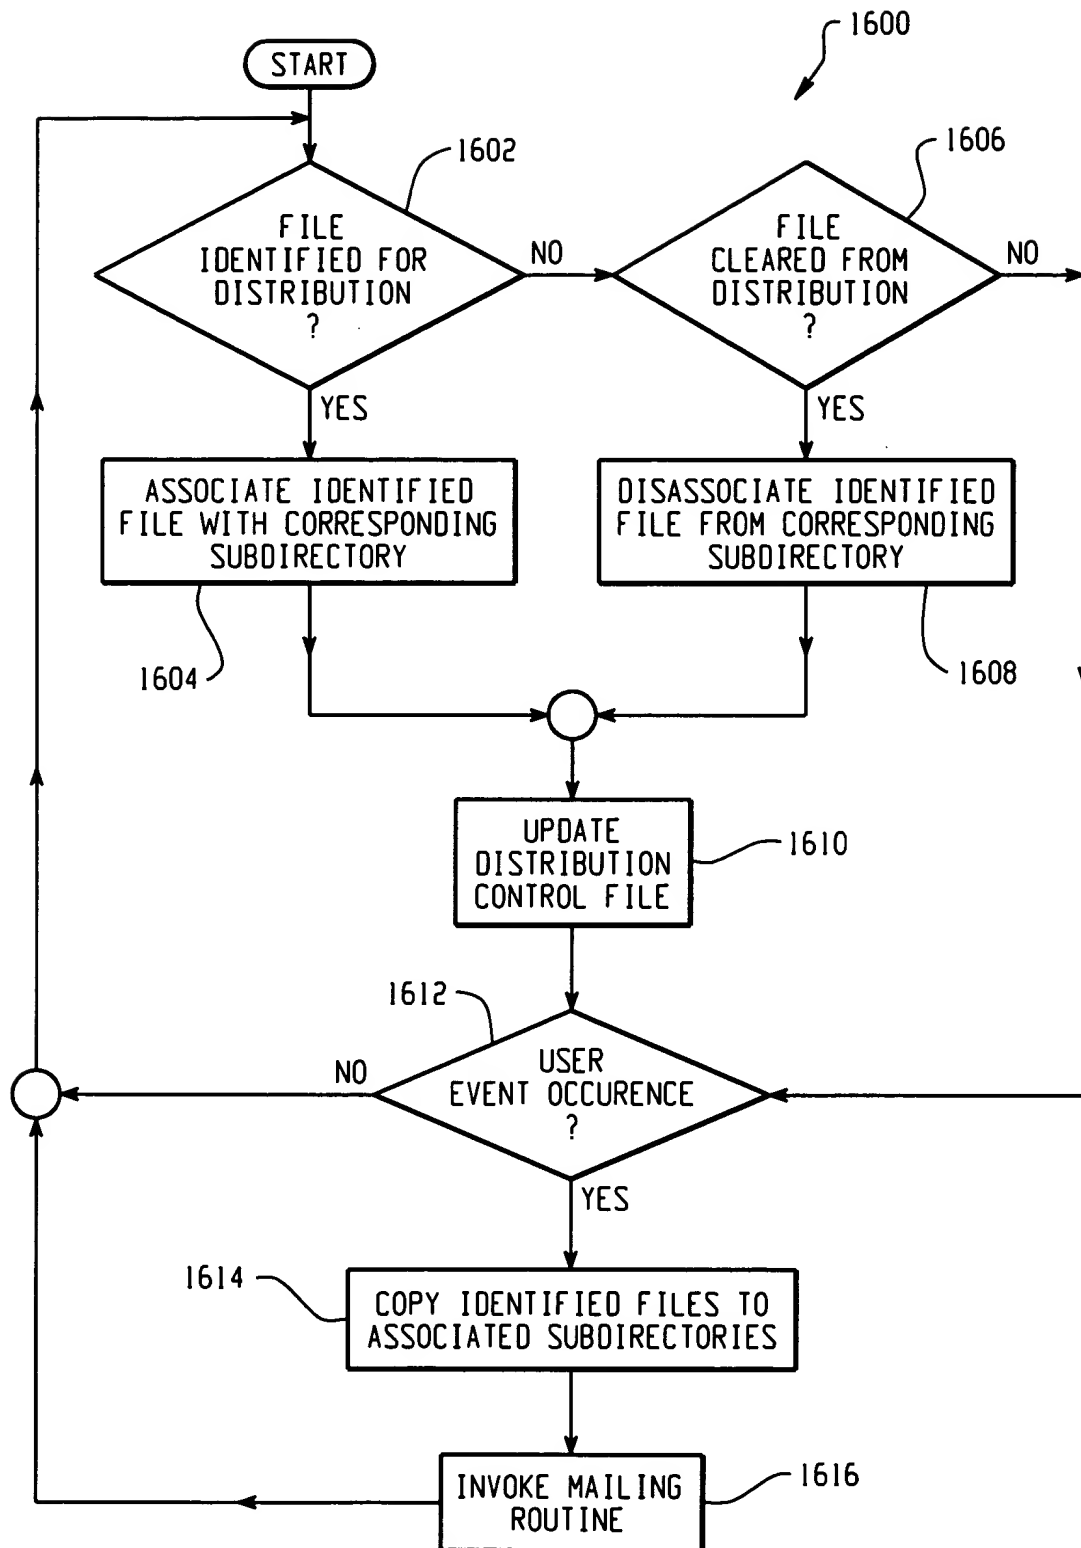 1600
START
1602
1606
FILE
IDENTIFIED FOR
DISTRIBUTION
?
NO
FILE
CLEARED FROM
DISTRIBUTION
?
NO
YES
YES
ASSOCIATE IDENTIFIED
FILE WITH CORRESPONDING
SUBDIRECTORY
DISASSOCIATE IDENTIFIED
FILE FROM CORRESPONDING
SUBDIRECTORY
1604
1608
UPDATE
DISTRIBUTION
CONTROL FILE
1610
1612
USER
EVENT OCCURENCE
?
NO
YES
1614
COPY IDENTIFIED FILES TO
ASSOCIATED SUBDIRECTORIES
INVOKE MAILING
ROUTINE
1616